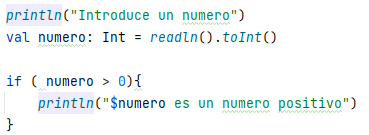 println("Introduce un numero")
val numero: Int = readln().toInt()
if ( numero > 0){
println("$numero es un numero positivo")
}